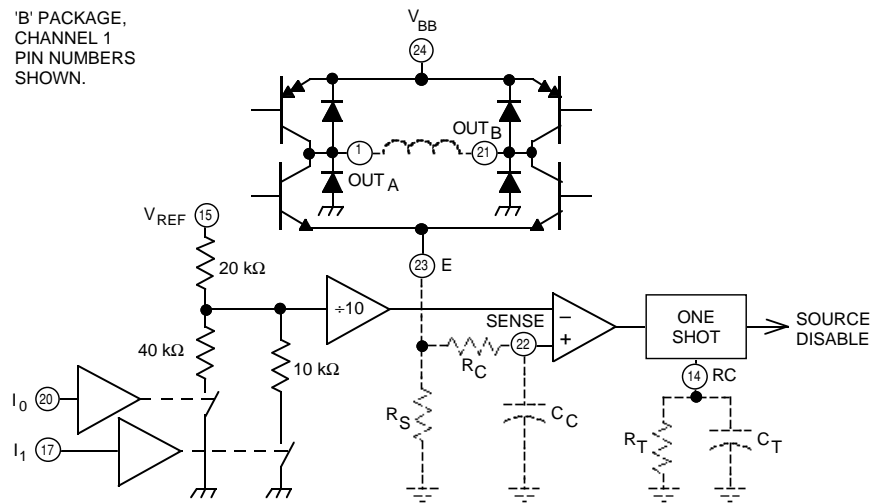 'B' PACKAGE,
CHANNEL 1
PIN NUMBERS
SHOWN.
V BB
24
1
OUT A
OUT B
21
V REF
15
20 kΩ
23
E
÷10
SENSE
22
−
+
ONE
SHOT
SOURCE
DISABLE
40 kΩ
10 kΩ
R C
14
RC
I 0
20
R S
C C
R T
C T
I 1
17